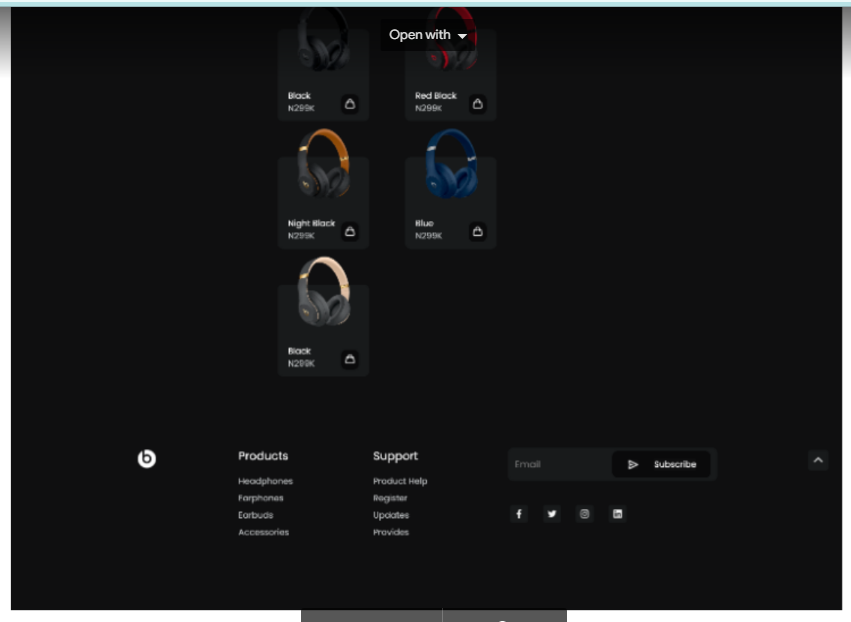 Open with
Black
N299K
Red Black
N299K
Night Black
N299K
Blue
N299K
Black
N299K
Products
Headphones
Earphones
Earbuds
Accessories
Support
Product Help
Register
Updates
Provides
Email
Subscribe